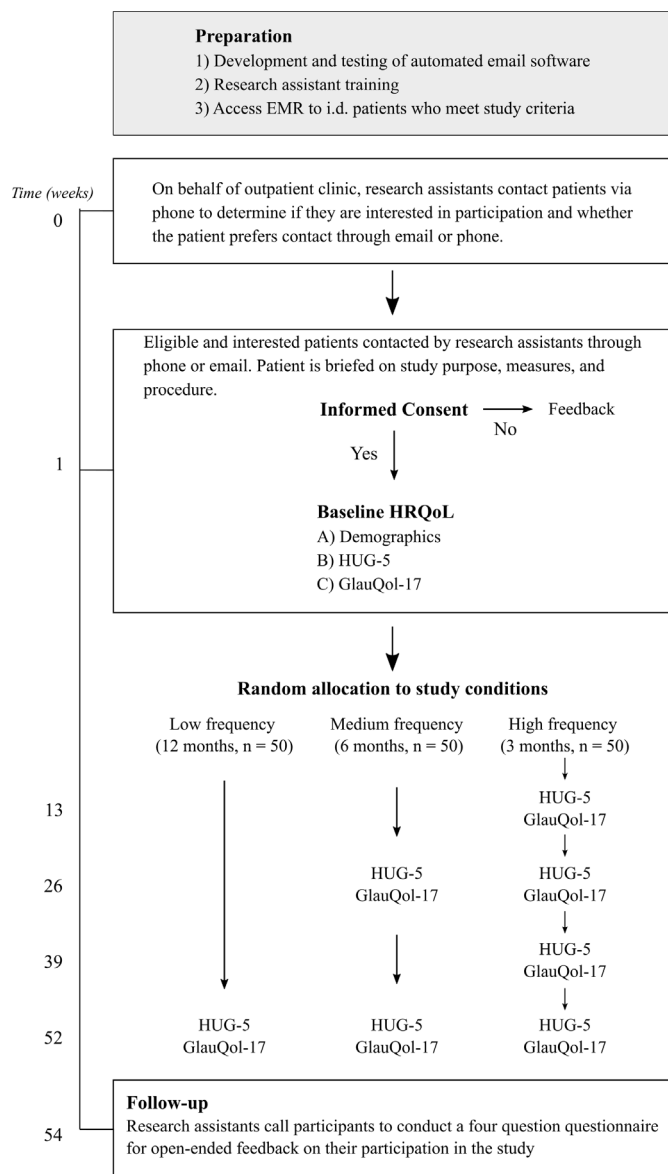 Preparation
1) Development and testing of automated email software
2) Research assistant training
3) Access EMR to i.d. patients who meet study criteria
Time (weeks)
0
On behalf of outpatient clinic, research assistants contact patients via
phone to determine if they are interested in participation and whether
the patient prefers contact through email or phone.
Eligible and interested patients contacted by research assistants through
phone or email. Patient is briefed on study purpose, measures, and
procedure.
Informed Consent
Feedback
No
Yes
1
Baseline HRQoL
A) Demographics
B) HUG-5
C) GlauQol-17
Random allocation to study conditions
Low frequency
(12 months, n = 50)
Medium frequency
(6 months, n = 50)
High frequency
(3 months, n = 50)
13
HUG-5
GlauQol-17
26
HUG-5
GlauQol-17
HUG-5
GlauQol-17
39
HUG-5
GlauQol-17
52
HUG-5
GlauQol-17
HUG-5
GlauQol-17
HUG-5
GlauQol-17
54
Follow-up
Research assistants call participants to conduct a four question questionnaire
for open-ended feedback on their participation in the study